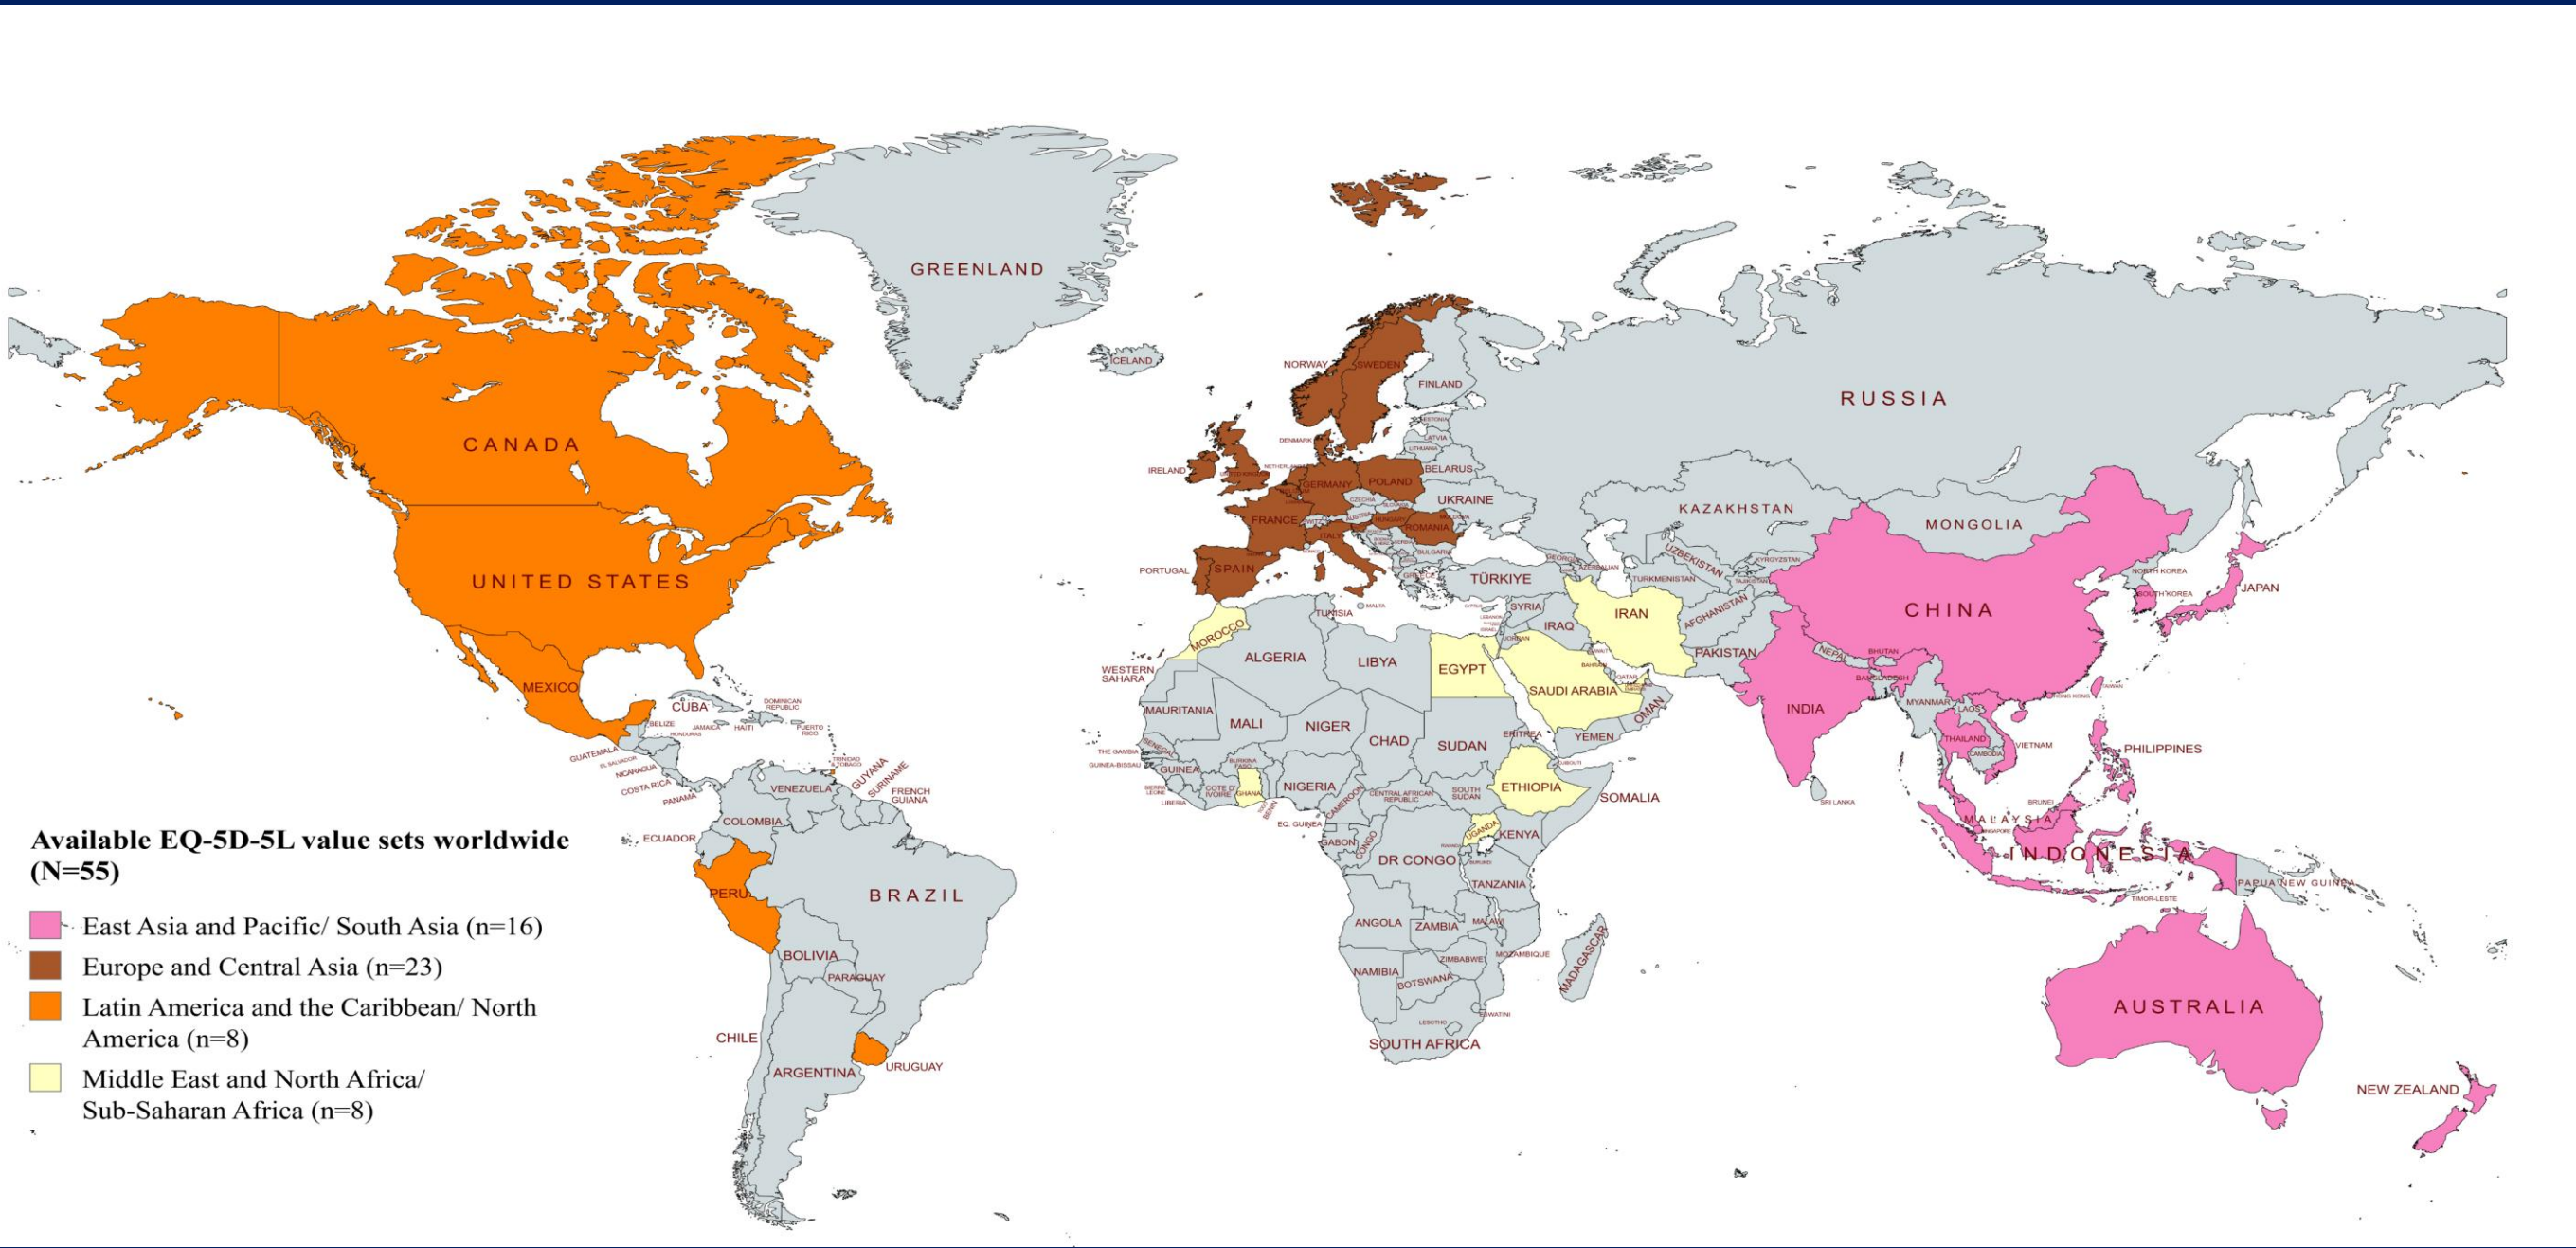 GREENLAND
ICELAND
NORWAY
SWEDEN
FINLAND
RUSSIA
ESTONIA
LATVIA
LITHUANIA
DENMARK
CANADA
IRELAND
BELARUS
GERMANY
POLAND
UKRAINE
CZECHIA
FRANCE
AUSTRIA
HUNGARY
MOLDOVA
ROMANIA
ITALY
KAZAKHSTAN
MONGOLIA
UNITED STATES
PORTUGAL
SPAIN
BULGARIA
GREECE
TÜRKIYE
AZERBAIJAN
UZBEKISTAN
KYRGYZSTAN
TURKMENISTAN
NORTH KOREA
SOUTH KOREA
JAPAN
CHINA
TUNISIA
MALTA
SYRIA
IRAQ
IRAN
AFGHANISTAN
JORDAN
MOROCCO
ALGERIA
LIBYA
EGYPT
BAHRAIN
QATAR
SAUDI ARABIA
PAKISTAN
NEPAL
BHUTAN
BANGLADESH
WESTERN
SAHARA
MEXICO
CUBA
DOMINICAN
REPUBLIC
BELIZE
JAMAICA
HAITI
PUERTO
RICO
HONDURAS
GUATEMALA
EL SALVADOR
NICARAGUA
COSTA RICA
PANAMA
TRINIDAD
TOBAGO
MAURITANIA
MALI
NIGER
CHAD
SUDAN
ERITREA
YEMEN
OMAN
INDIA
MYANMAR
LAOS
HONG KONG
TAIWAN
THAILAND
VIETNAM
CAMBODIA
PHILIPPINES
THE GAMBIA
SENEGAL
GUINEA-BISSAU
GUINEA
SIERRA
LEONE
LIBERIA
COTE D'
IVOIRE
BURKINA
FASO
GHANA
BENIN
NIGERIA
CAMEROON
CENTRAL AFRICAN
REPUBLIC
SOUTH
SUDAN
ETHIOPIA
DJIBOUTI
SOMALIA
SRI LANKA
BRUNEI
MALAYSIA
SINGAPORE
INDONESIA
PAPUA NEW GUINEA
TIMOR-LESTE
VENEZUELA
GUYANA
SURINAME
FRENCH
GUIANA
COLOMBIA
ECUADOR
PERU
BRAZIL
BOLIVIA
PARAGUAY
CHILE
ARGENTINA
URUGUAY
EQ. GUINEA
GABON
CONGO
DR CONGO
UGANDA
KENYA
RWANDA
BURUNDI
TANZANIA
ANGOLA
ZAMBIA
MALAWI
ZIMBABWE
MOZAMBIQUE
MADAGASCAR
NAMIBIA
BOTSWANA
ESWATINI
LESOTHO
SOUTH AFRICA
AUSTRALIA
NEW ZEALAND
Available EQ-5D-5L value sets worldwide
(N=55)
East Asia and Pacific/ South Asia (n=16)
Europe and Central Asia (n=23)
Latin America and the Caribbean/ North
America (n=8)
Middle East and North Africa/
Sub-Saharan Africa (n=8)